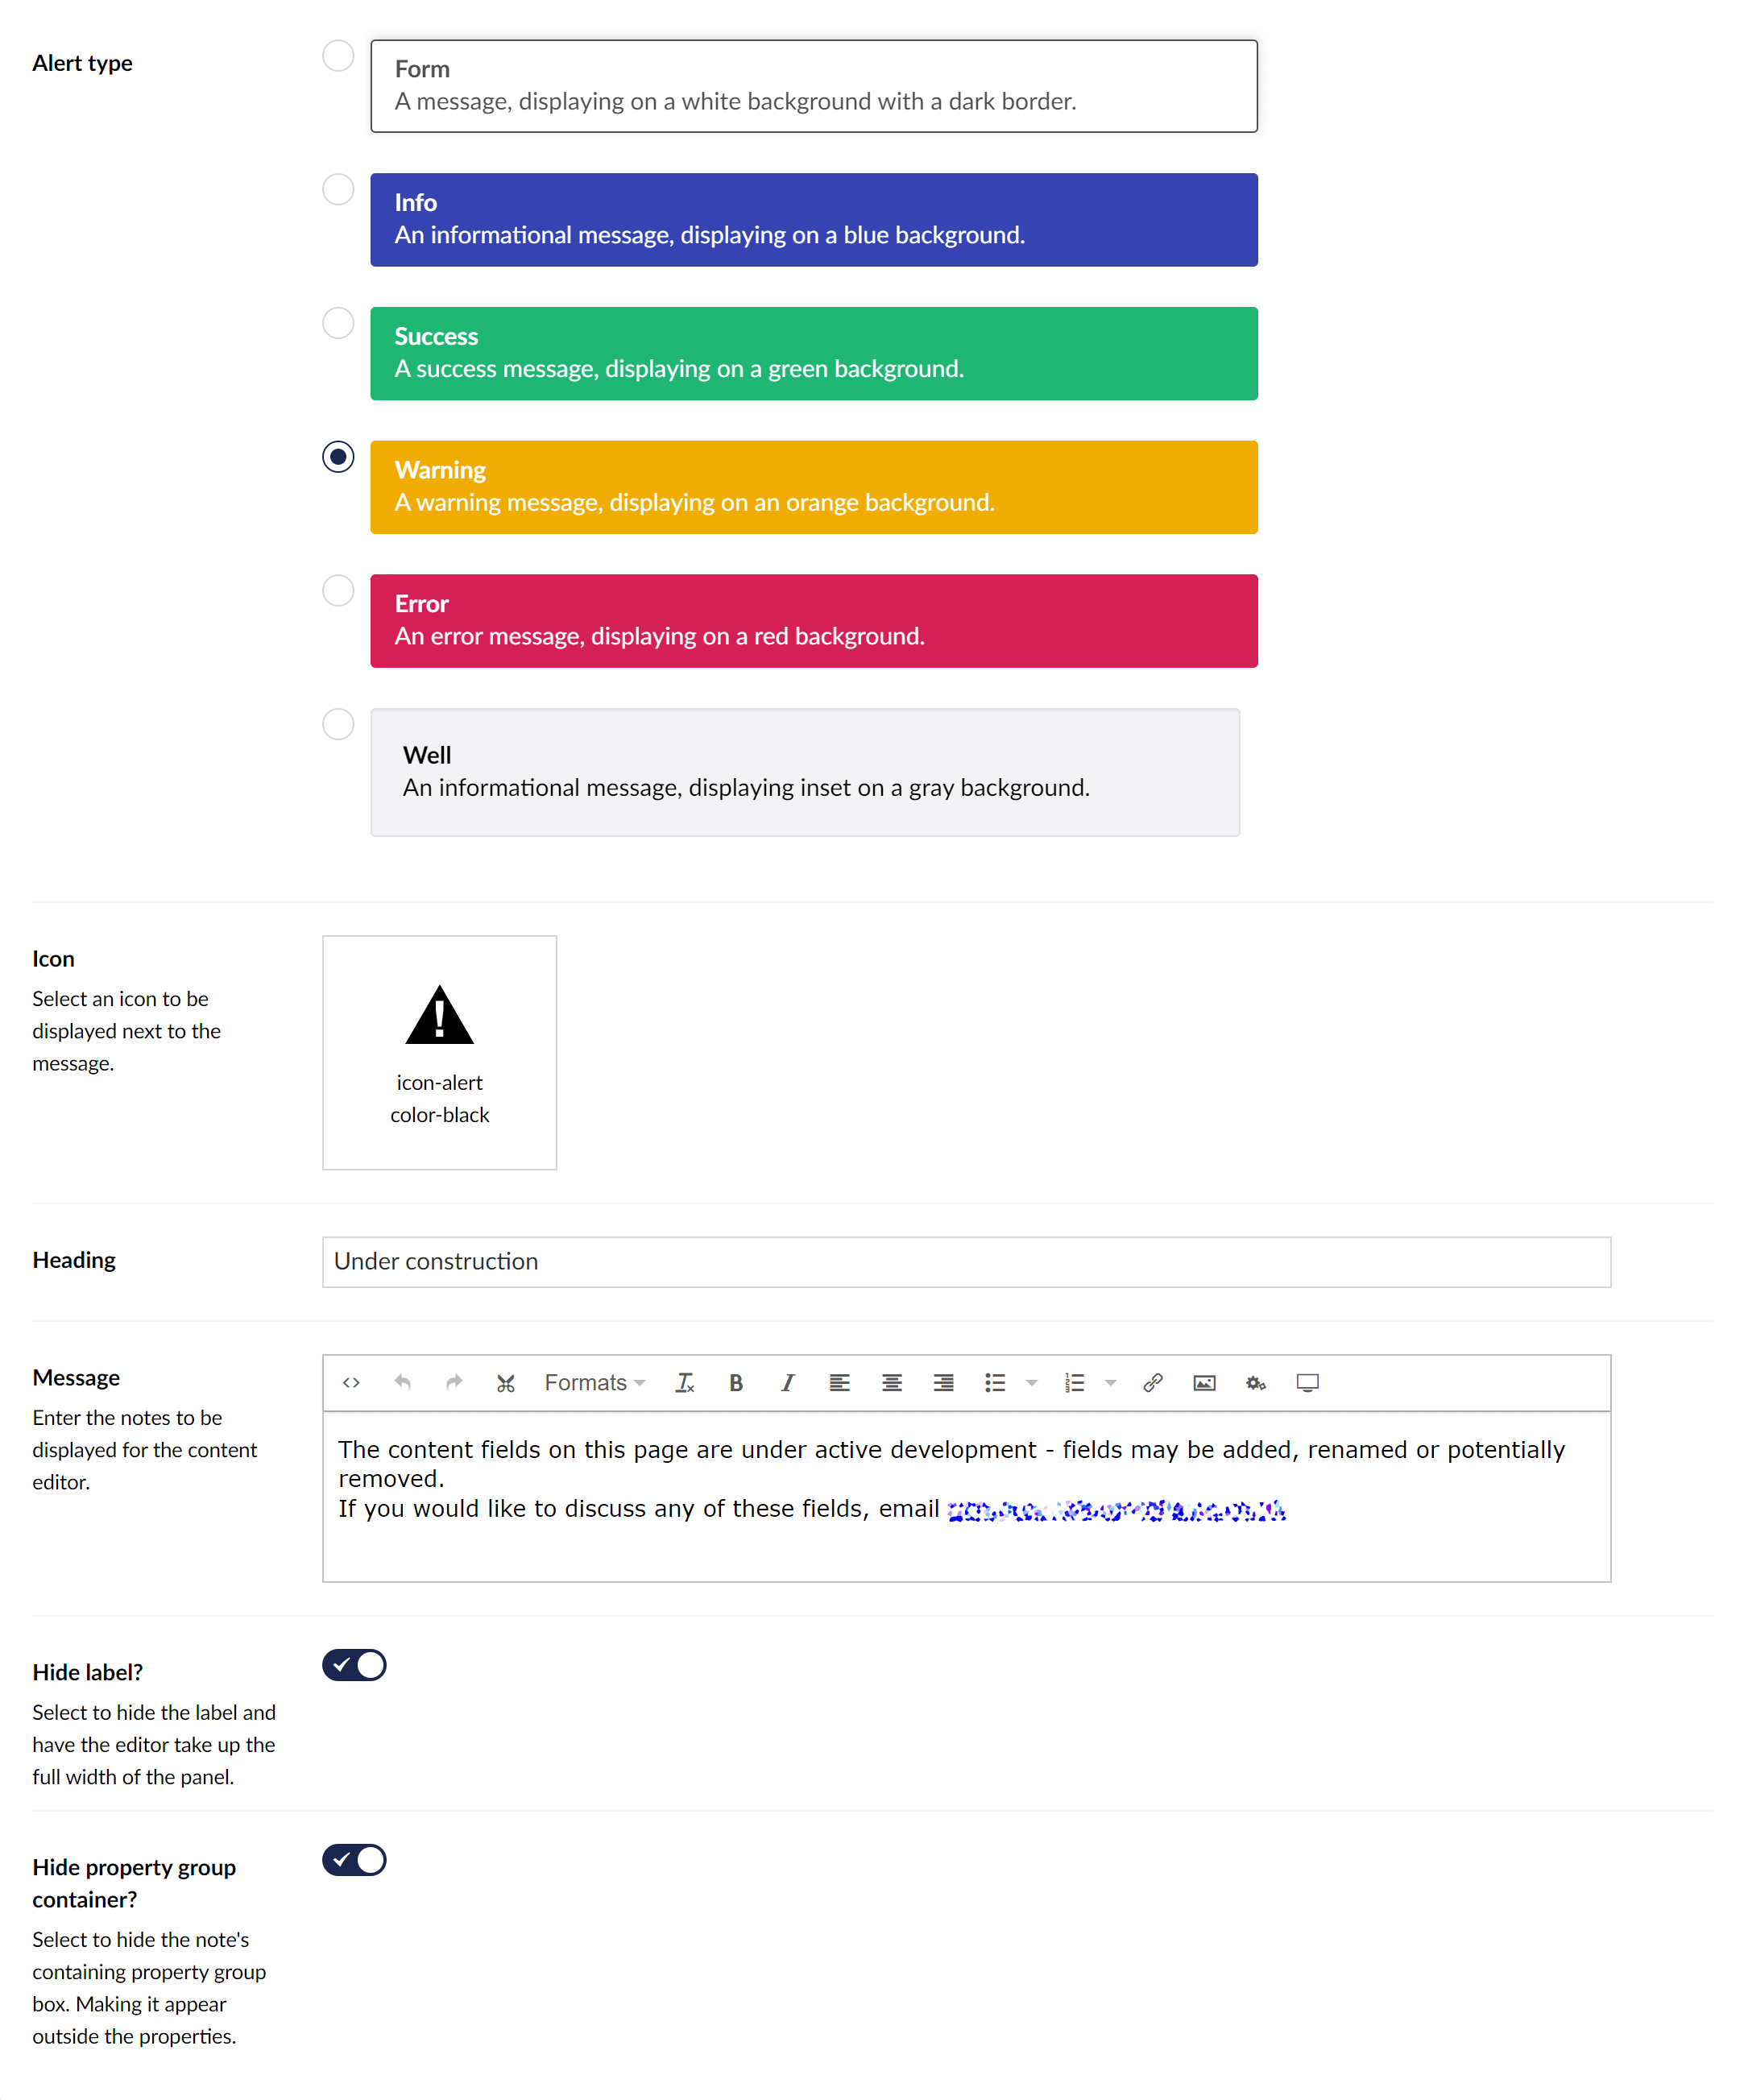 Alert type
Form
A message, displaying on a white background with a dark border.
Info
An informational message, displaying on a blue background.
Success
A success message, displaying on a green background.
Warning
A warning message, displaying on an orange background.
Error
An error message, displaying on a red background.
Well
An informational message, displaying inset on a gray background.
Icon
Select an icon to be
displayed next to the
message.
icon-alert
color-black
Heading
Under construction
Message
Enter the notes to be
displayed for the content
editor.
Formats
The content fields on this page are under active development - fields may be added, renamed or potentially
removed.
If you would like to discuss any of these fields, email
Hide label?
Select to hide the label and
have the editor take up the
full width of the panel.
Hide property group
container?
Select to hide the note's
containing property group
box. Making it appear
outside the properties.